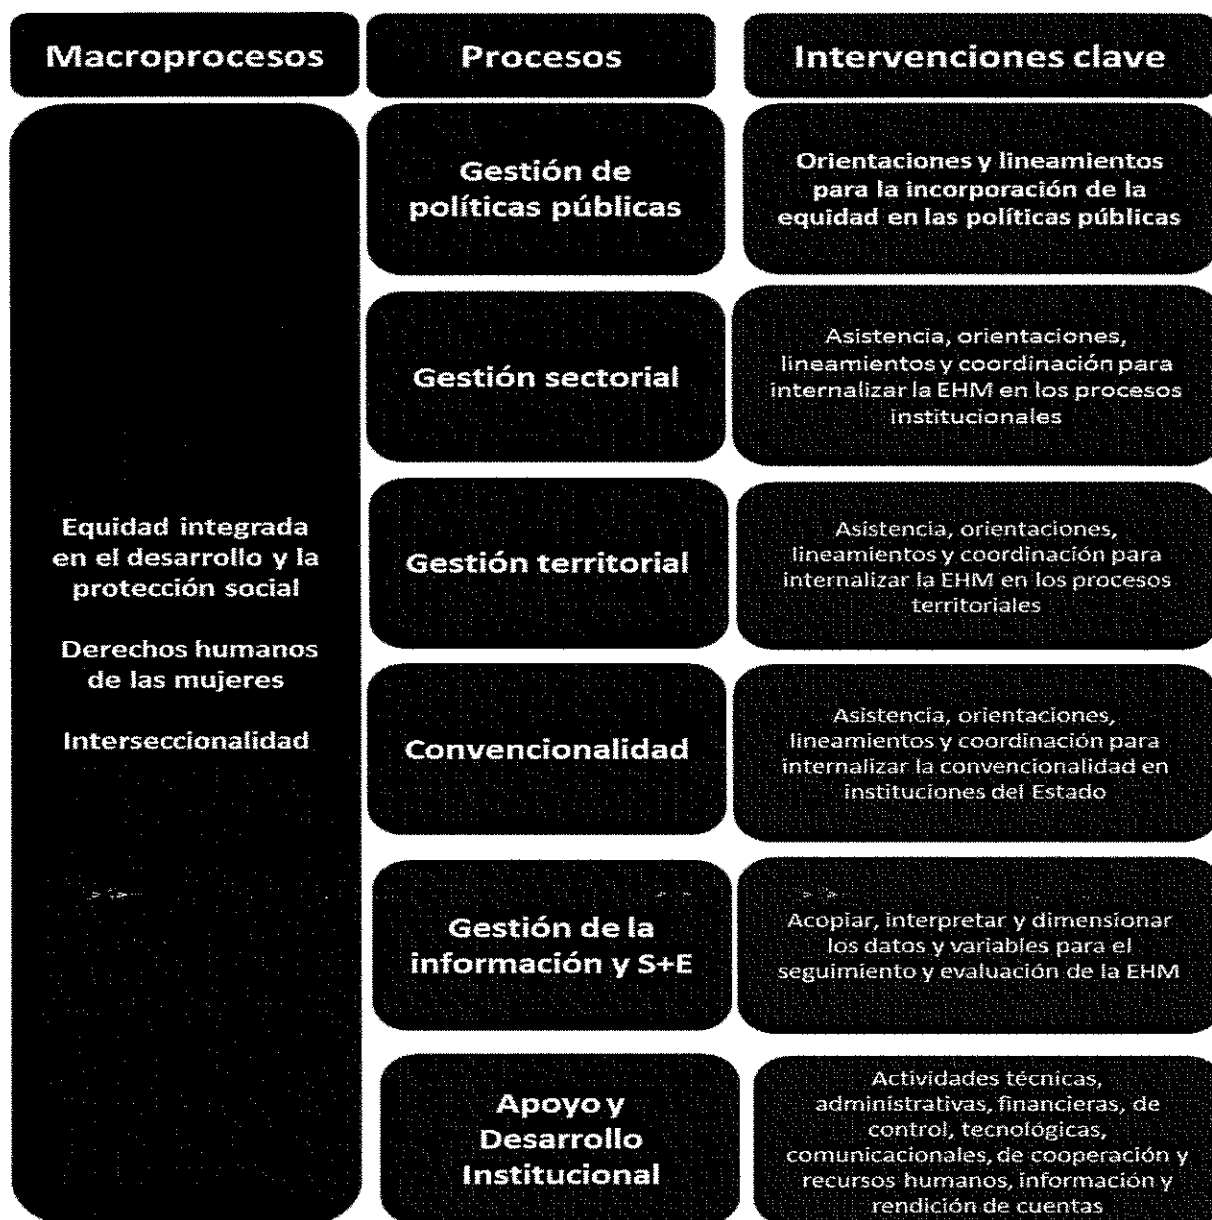 Macroprocesos
Procesos
Intervenciones clave
Equidad integrada
en el desarrollo y la
protección social
Derechos humanos
de las mujeres
Interseccionalidad
Gestión de
políticas públicas
Orientaciones y lineamientos
para la incorporación de la
equidad en las políticas públicas
Gestión sectorial
Asistencia, orientaciones,
lineamientos y coordinación para
internalizar la EHM en los procesos
institucionales
Gestión territorial
Asistencia, orientaciones,
lineamientos y coordinación para
internalizar la EHM en los procesos
territoriales
Convencionalidad
Asistencia, orientaciones,
lineamientos y coordinación para
internalizar la convencionalidad en
instituciones del Estado
Gestión de la
información y S+E
Acopiar, interpretar y dimensionar
los datos y variables para el
seguimiento y evaluación de la EHM
Apoyo y
Desarrollo
Institucional
Actividades técnicas,
administrativas, financieras, de
control, tecnológicas,
comunicacionales, de cooperación y
recursos humanos, información y
rendición de cuentas